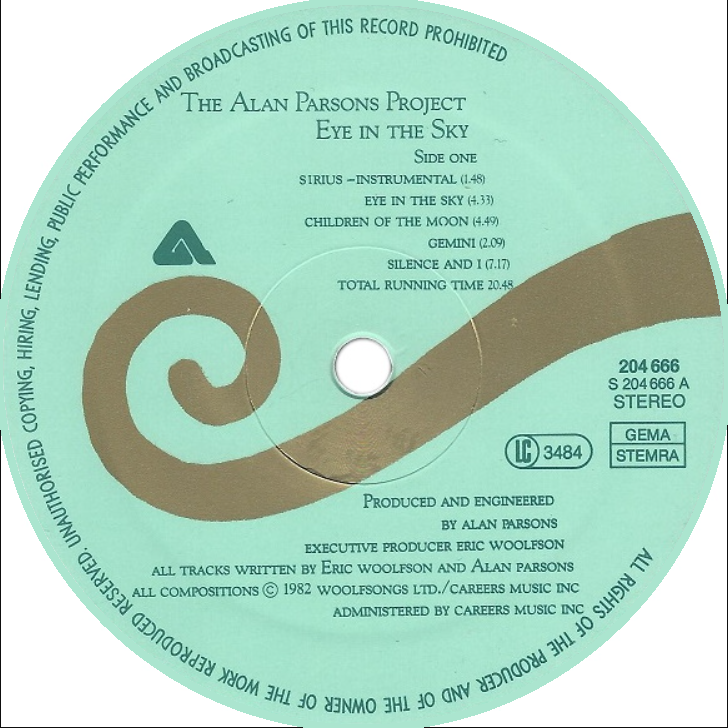 THE ALAN PARSONS PROJECT
EYE IN THE SKY
SIDE ONE
SIRIUS –INSTRUMENTAL (1.48)
EYE IN THE SKY (4.33)
CHILDREN OF THE MOON (4.49)
GEMINI (2.09)
SILENCE AND I (7.17)
TOTAL RUNNING TIME 20.48
204 666
S 204 666 A
STEREO
LC 3484
GEMA
STEMRA
PRODUCED AND ENGINEERED
BY ALAN PARSONS
EXECUTIVE PRODUCER ERIC WOOLFSON
ALL TRACKS WRITTEN BY ERIC WOOLFSON AND ALAN PARSONS
ALL COMPOSITIONS © 1982 WOOLFSONGS LTD./CAREERS MUSIC INC
ADMINISTERED BY CAREERS MUSIC INC
ALL RIGHTS OF THE PRODUCER AND OF THE OWNER OF THE WORK REPRODUCED RESERVED. UNAUTHORISED COPYING, HIRING, LENDING, PUBLIC PERFORMANCE AND BROADCASTING OF THIS RECORD PROHIBITED